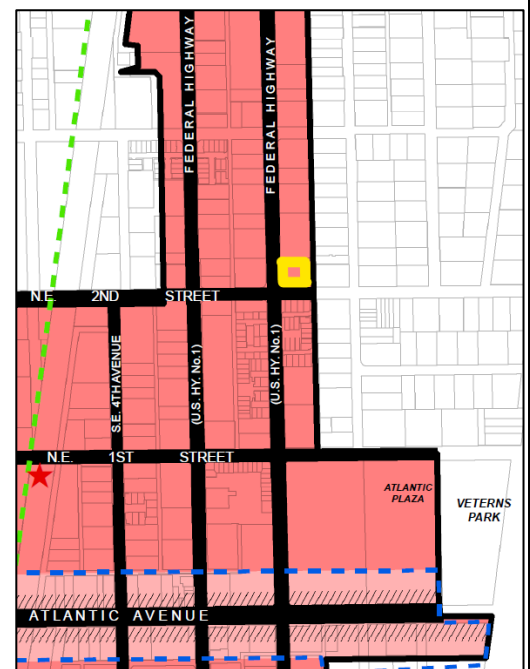 FEDERAL HIGHWAY
FEDERAL HIGHWAY
N.E. 2ND STREET
S.E. 4TH AVENUE
(U.S. HY. No.1)
(U.S. HY. No.1)
N.E. 1ST STREET
ATLANTIC
PLAZA
VETERNS
PARK
ATLANTIC AVENUE